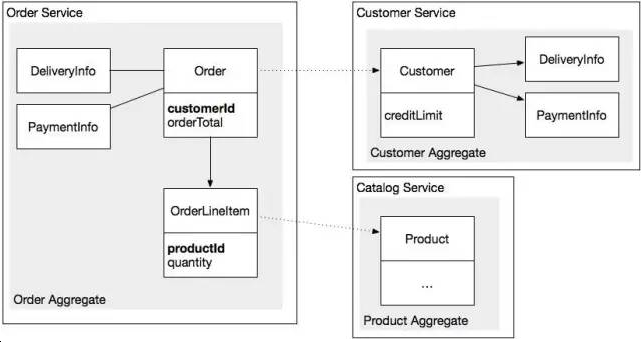 Order Service
DeliveryInfo
Order
PaymentInfo
customerId
orderTotal
OrderLineItem
productId
quantity
Order Aggregate
Customer Service
Customer
DeliveryInfo
creditLimit
PaymentInfo
Customer Aggregate
Catalog Service
Product
...
Product Aggregate